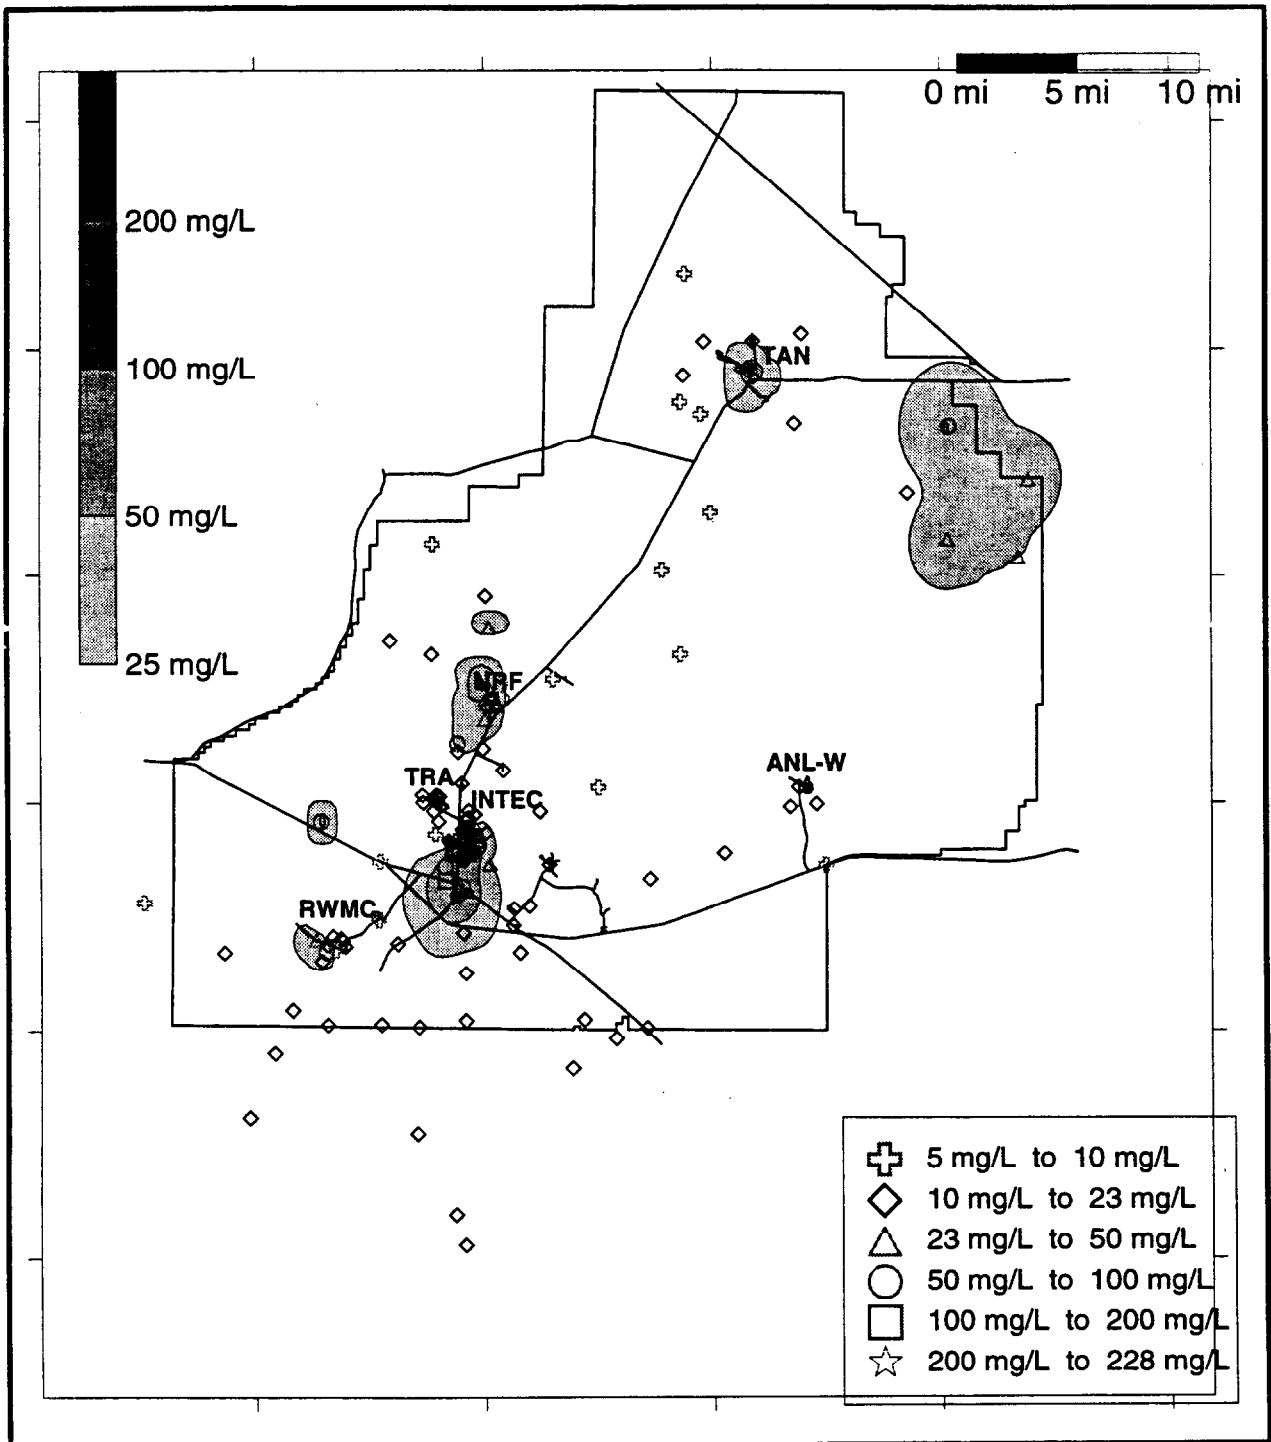 0 mi 5 mi 10 mi
200 mg/L
100 mg/L
50 mg/L
25 mg/L
TAN
NRF
TRA
INTEC
ANL-W
RWMC
5 mg/L to 10 mg/L
10 mg/L to 23 mg/L
23 mg/L to 50 mg/L
50 mg/L to 100 mg/L
100 mg/L to 200 mg/L
200 mg/L to 228 mg/L